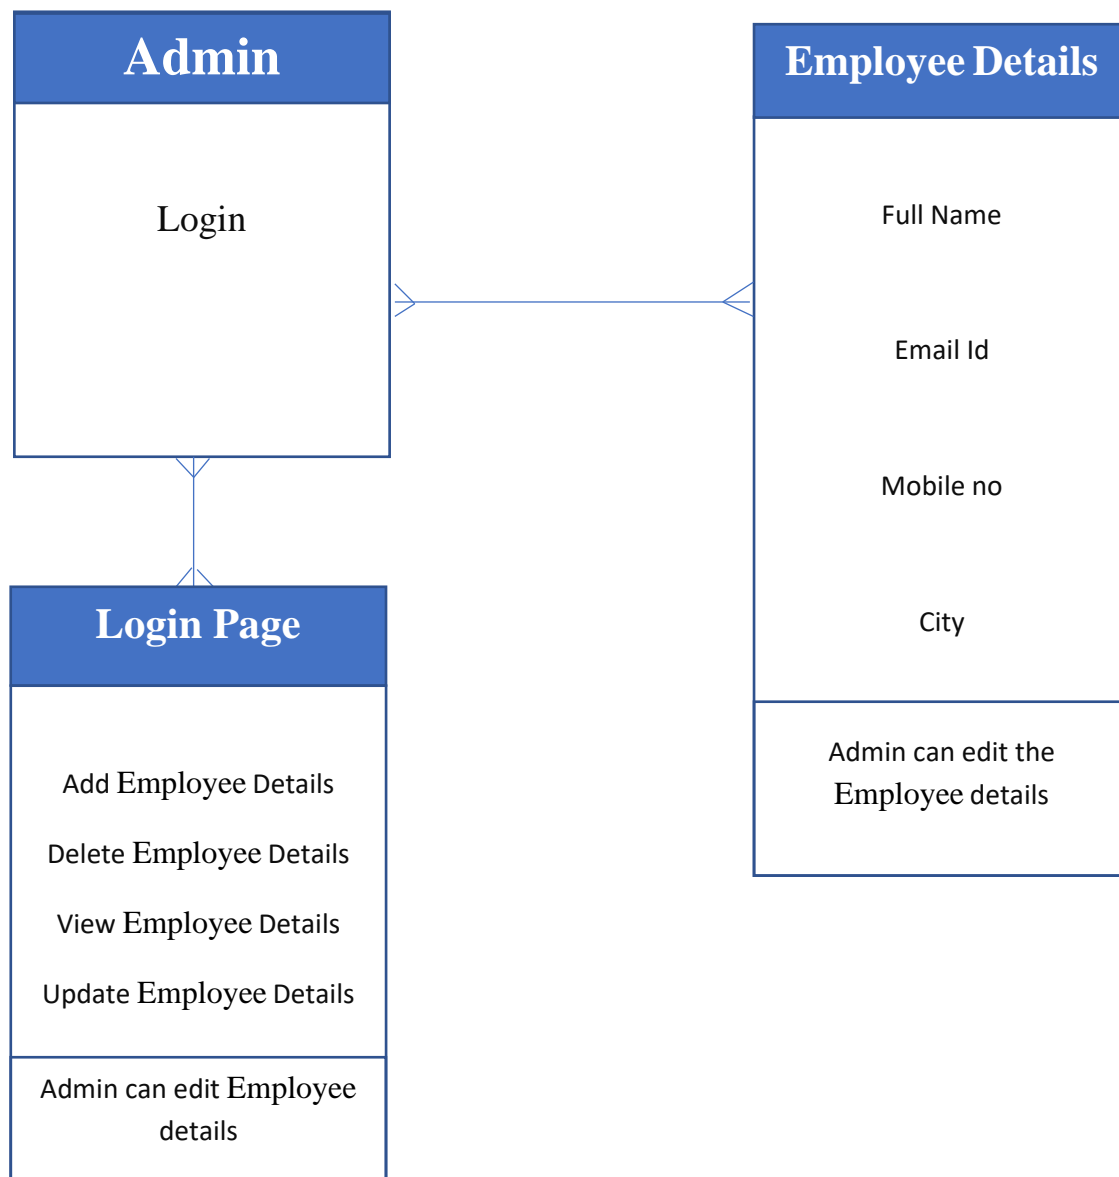 Admin
Login
Employee Details
Full Name
Email Id
Mobile no
City
Admin can edit the
Employee details
Login Page
Add Employee Details
Delete Employee Details
View Employee Details
Update Employee Details
Admin can edit Employee
details